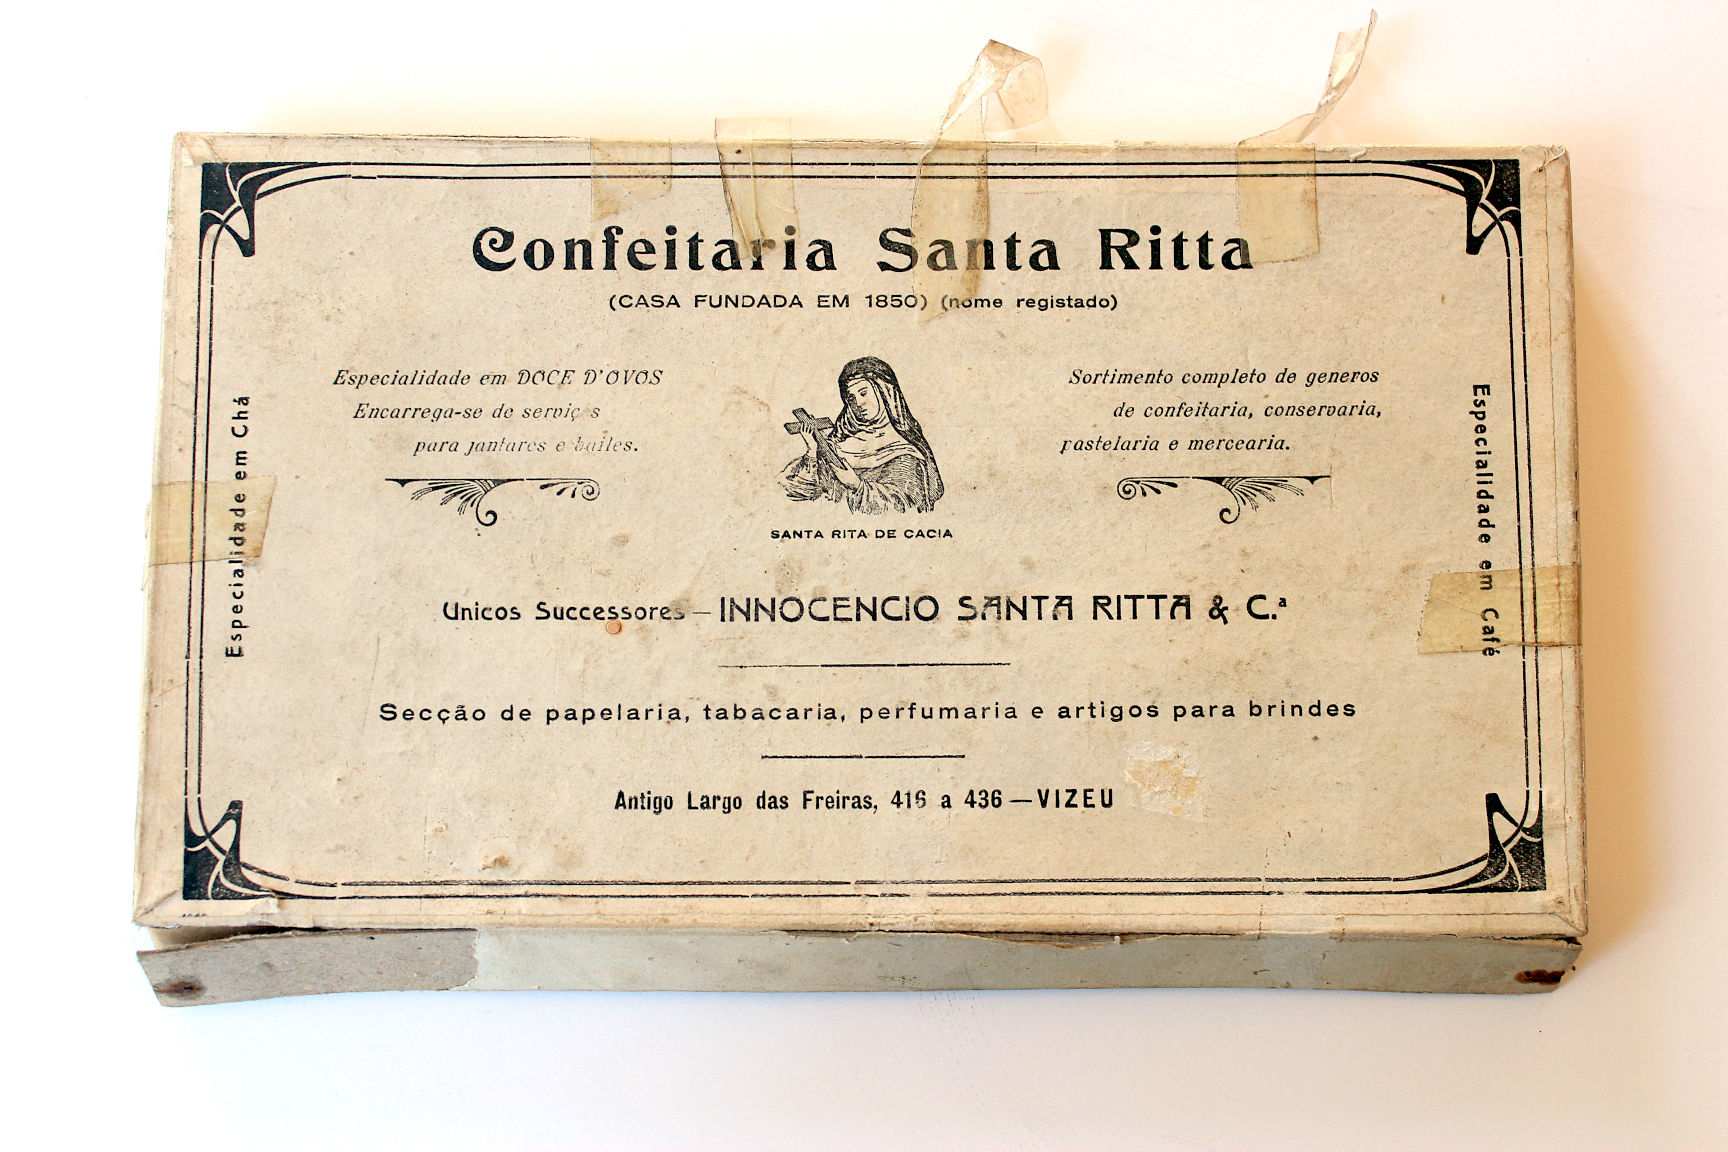 Confeitaria Santa Ritta
(CASA FUNDADA EM 1850) (nome registado)
Especialidade em DOCE D'OVOS
Encarrega-se de serviç s
para jantares e bailes.
SANTA RITA DE CACIA
Sortimento completo de generos
de confeitaria, conservaria,
pastelaria e mercearia.
Especialidade em Chá
Especialidade em Café
Unicos Successores — INNOCENCIO SANTA RITTA & C.ª
Secção de papelaria, tabacaria, perfumaria e artigos para brindes
Antigo Largo das Freiras, 416 a 436 — VIZEU